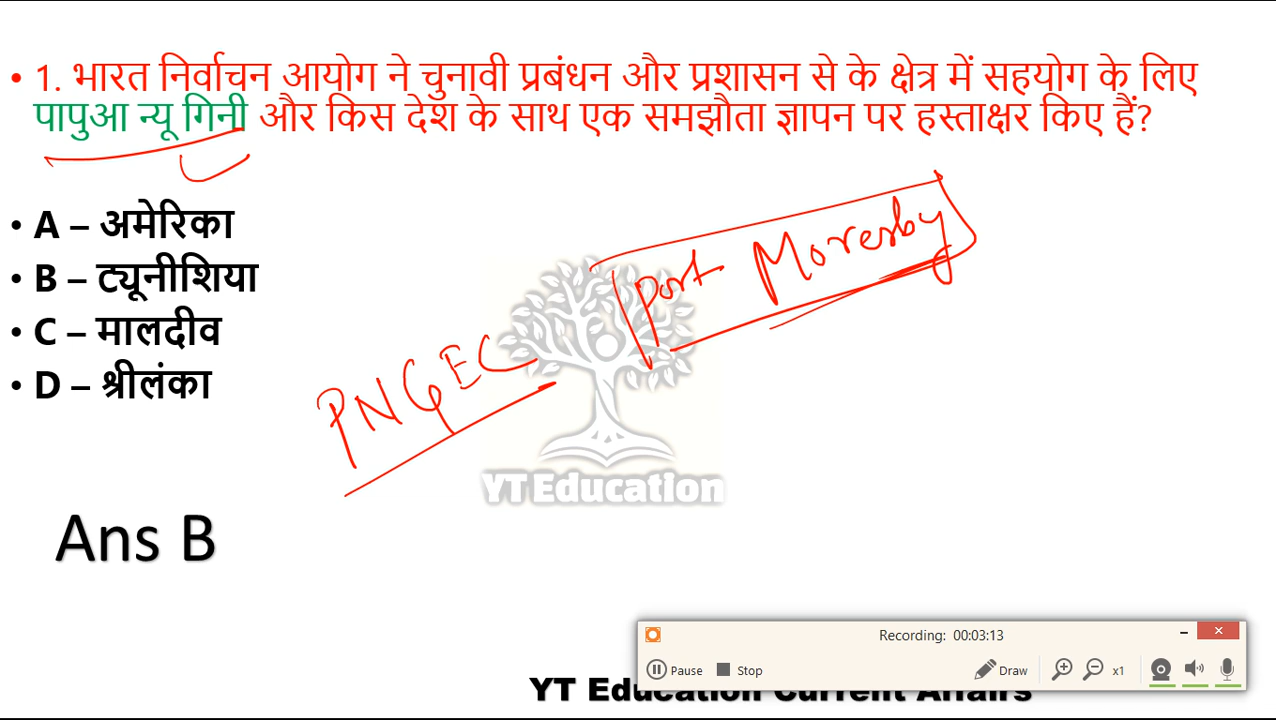 • 1. भारत निर्वाचन आयोग ने चुनावी प्रबंधन और प्रशासन से के क्षेत्र में सहयोग के लिए
पापुआ न्यू गिनी और किस देश के साथ एक समझौता ज्ञापन पर हस्ताक्षर किए हैं?
• A – अमेरिका
• B – ट्यूनीशिया
• C – मालदीव
• D – श्रीलंका
Port Moresby
PNGEC
YT Education
Ans B
Recording: 00:03:13
Pause Stop Draw x1
YT Education Current Affairs